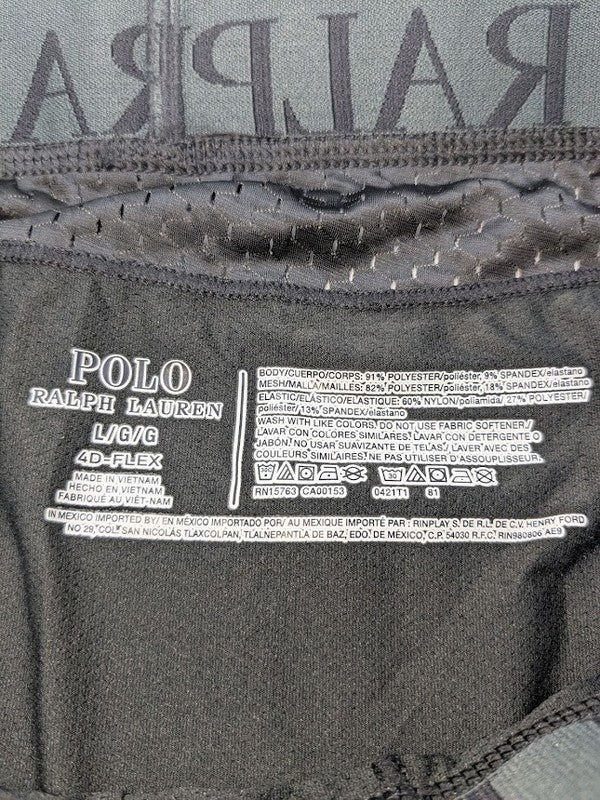 RALPRA
POLO
RALPH LAUREN
L/G/G
4D-FLEX
MADE IN VIETNAM
HECHO EN VIETNAM
FABRIQUÉ AU VIÊT-NAM
BODY/CUERPO/CORPS: 91% POLYESTER/poliéster, 9% SPANDEX/elastano
MESH/MALLA/MAILLES: 82% POLYESTER/poliéster, 18% SPANDEX/elastano
ELASTIC/ELÁSTICO/ÉLASTIQUE: 60% NYLON/poliamida/ 27% POLYESTER/
poliéster/ 13% SPANDEX/elastano
WASH WITH LIKE COLORS. DO NOT USE FABRIC SOFTENER./
LAVAR CON COLORES SIMILARES. LAVAR CON DETERGENTE O
JABÓN. NO USAR SUAVIZANTE DE TELAS./ LAVER AVEC DES
COULEURS SIMILAIRES. NE PAS UTILISER D'ASSOUPLISSEUR.
RN15763 CA00153 0421T1 B1
IN MEXICO IMPORTED BY/ EN MÉXICO IMPORTADO POR/ AU MEXIQUE IMPORTÉ PAR : RINPLAY, S. DE R.L. DE C.V. HENRY FORD
NO 29, COL. SAN NICOLÁS TLAXCOLPAN, TLALNEPANTLA DE BAZ, EDO. DE MÉXICO, C.P. 54030 R.F.C. RIN980806 AE9